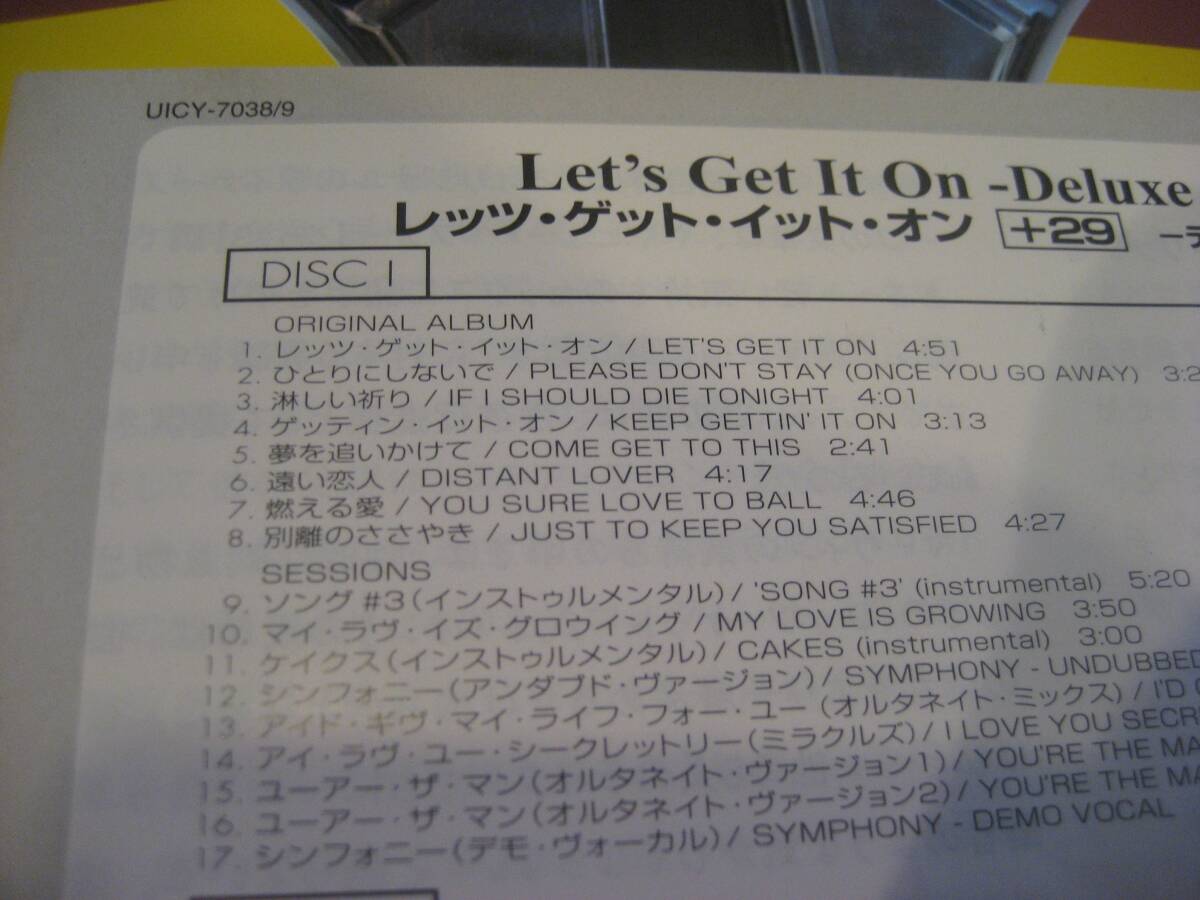 UICY-7038/9
Let's Get It On -Deluxe
レッツ・ゲット・イット・オン +29 −デ
DISC 1
ORIGINAL ALBUM
1. レッツ・ゲット・イット・オン / LET'S GET IT ON 4:51
2. ひとりにしないで / PLEASE DON'T STAY (ONCE YOU GO AWAY) 3:2
3. 淋しい祈り / IF I SHOULD DIE TONIGHT 4:01
4. ゲッティン・イット・オン / KEEP GETTIN' IT ON 3:13
5. 夢を追いかけて / COME GET TO THIS 2:41
6. 遠い恋人 / DISTANT LOVER 4:17
7. 燃える愛 / YOU SURE LOVE TO BALL 4:46
8. 別離のささやき / JUST TO KEEP YOU SATISFIED 4:27
SESSIONS
9. ソング #3 (インストゥルメンタル) / 'SONG #3' (instrumental) 5:20
10. マイ・ラヴ・イズ・グロウイング / MY LOVE IS GROWING 3:50
11. ケイクス (インストゥルメンタル) / CAKES (instrumental) 3:00
12. シンフォニー (アンダブド・ヴァージョン) / SYMPHONY - UNDUBBED
13. アイド・ギヴ・マイ・ライフ・フォー・ユー (オルタネイト・ミックス) / I'D
14. アイ・ラヴ・ユー・シークレットリー (ミラクルズ) / I LOVE YOU SECR
15. ユーアー・ザ・マン (オルタネイト・ヴァージョン1) / YOU'RE THE MA
16. ユーアー・ザ・マン (オルタネイト・ヴァージョン2) / YOU'RE THE MA
17. シンフォニー (デモ・ヴォーカル) / SYMPHONY - DEMO VOCAL